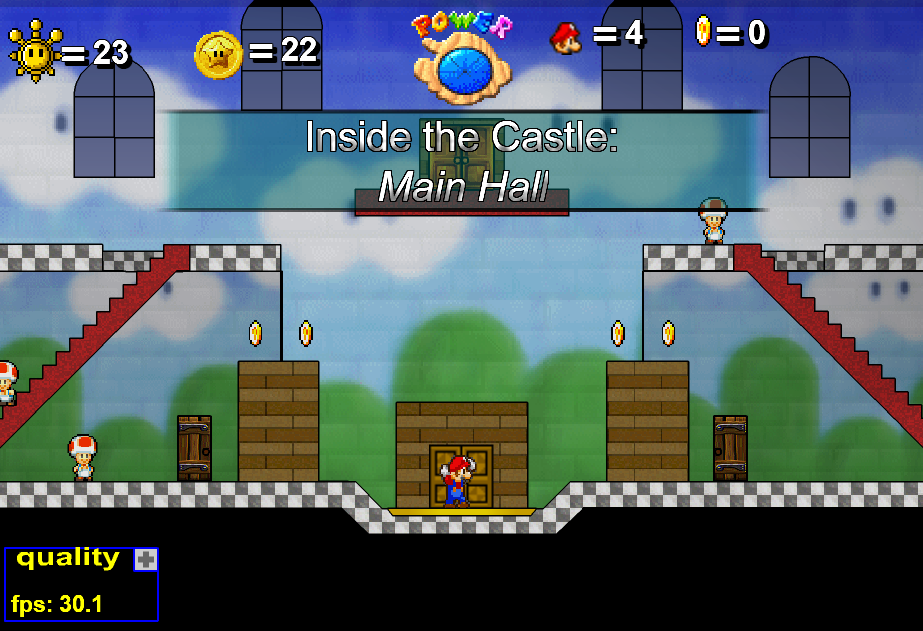 POWER
= 23
= 22
= 4
= 0
Inside the Castle:
Main Hall
quality
fps: 30.1